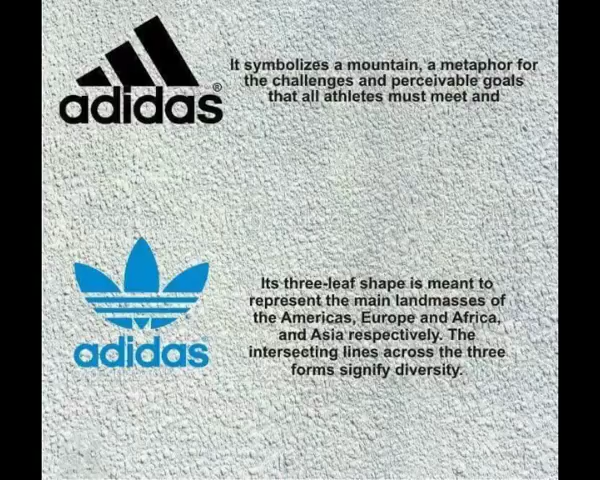 adidas®
It symbolizes a mountain, a metaphor for
the challenges and perceivable goals
that all athletes must meet and
adidas
Its three-leaf shape is meant to
represent the main landmasses of
the Americas, Europe and Africa,
and Asia respectively. The
intersecting lines across the three
forms signify diversity.